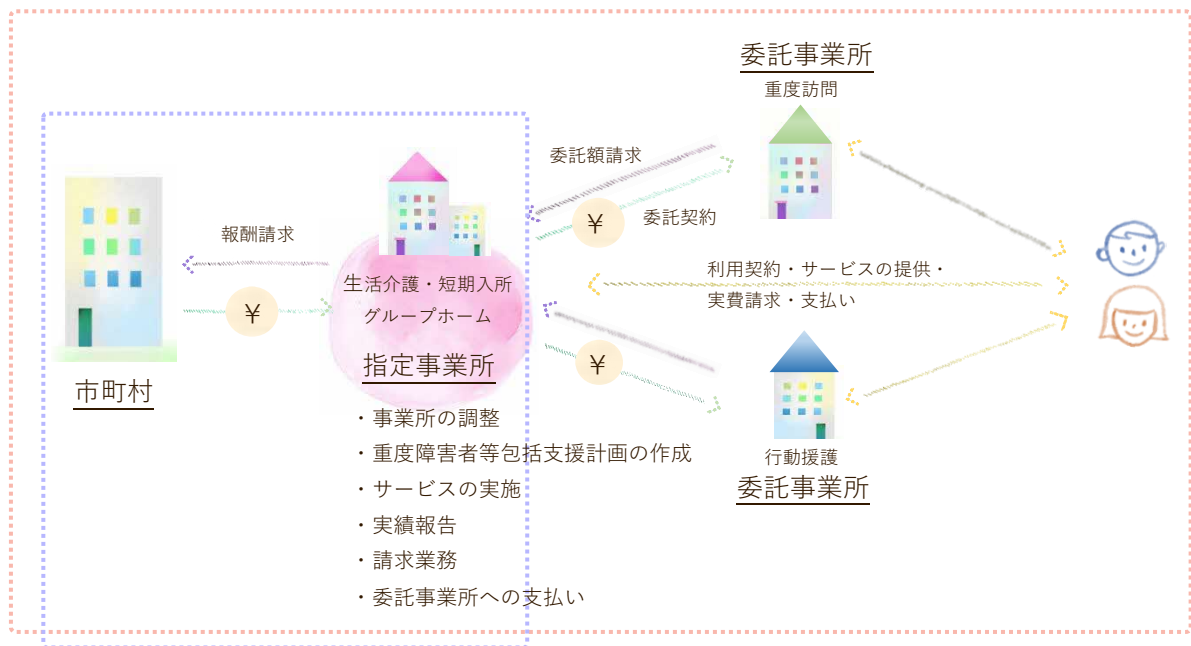 委託事業所
重度訪問
委託額請求
¥
委託契約
報酬請求
¥
市町村
生活介護・短期入所
グループホーム
指定事業所
・事業所の調整
・重度障害者等包括支援計画の作成
・サービスの実施
・実績報告
・請求業務
・委託事業所への支払い
利用契約・サービスの提供・
実費請求・支払い
¥
行動援護
委託事業所